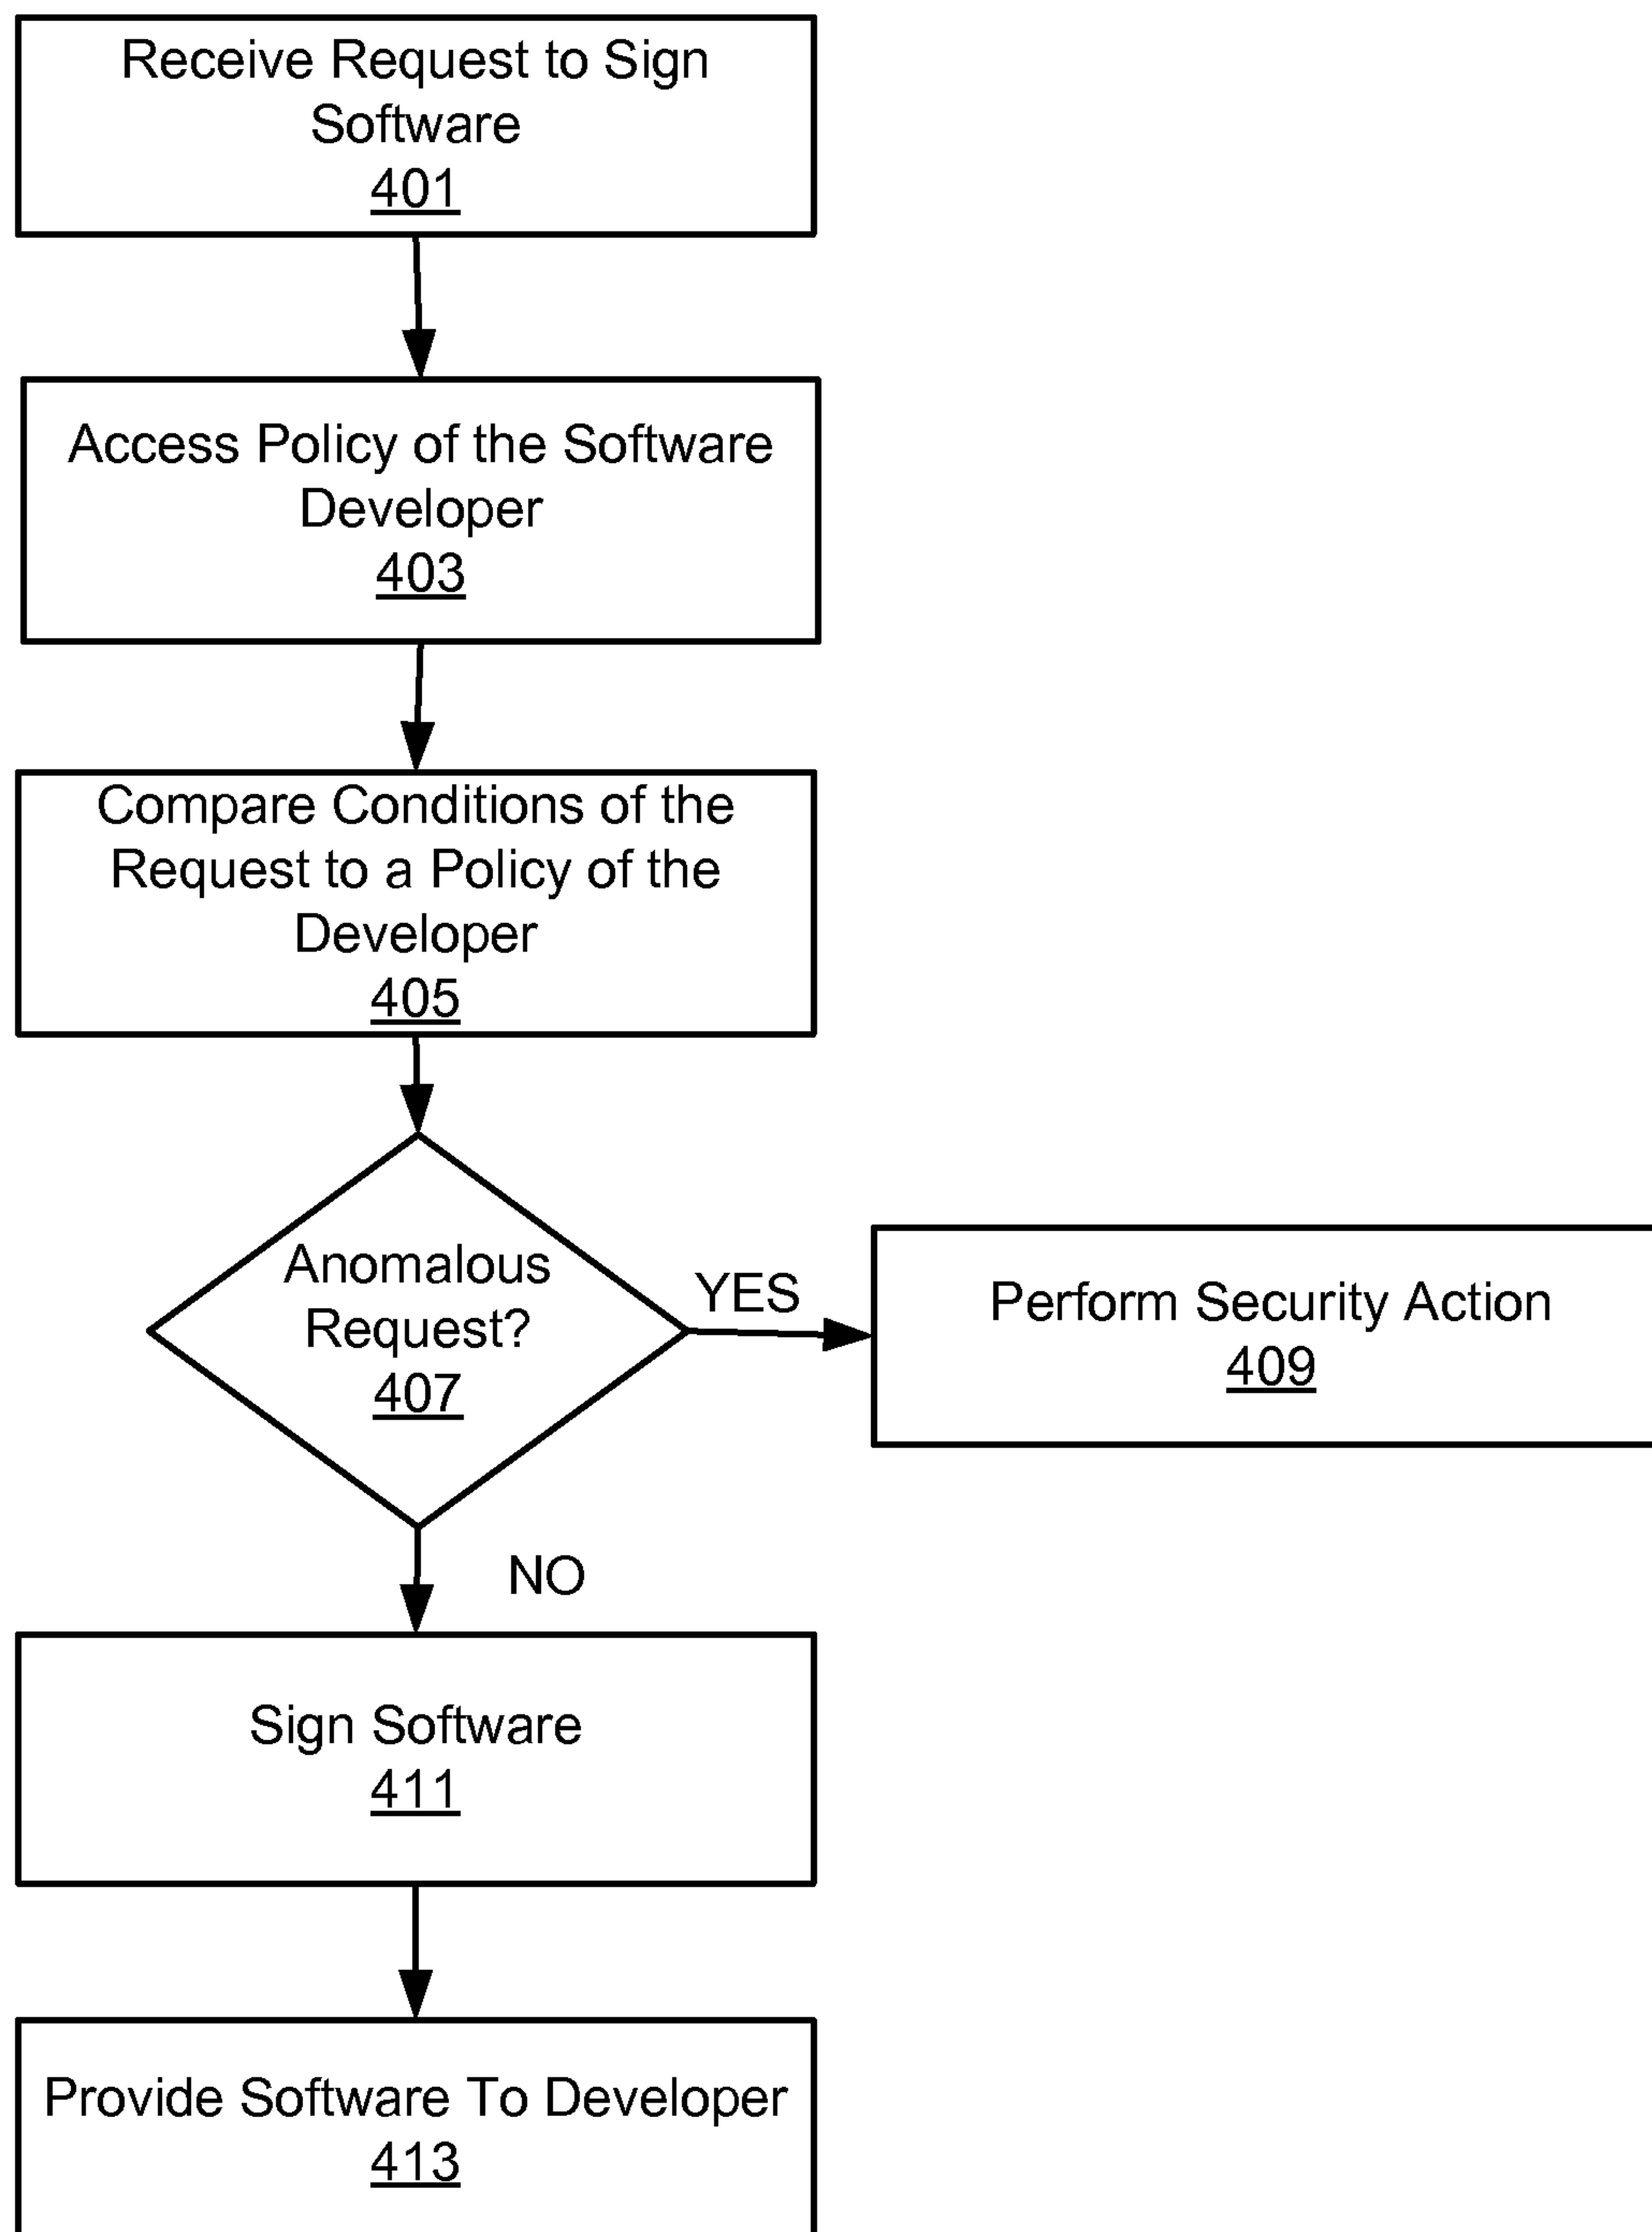 Receive Request to Sign
Software
401
Access Policy of the Software
Developer
403
Compare Conditions of the
Request to a Policy of the
Developer
405
Anomalous
Request?
407
YES
Perform Security Action
409
NO
Sign Software
411
Provide Software To Developer
413